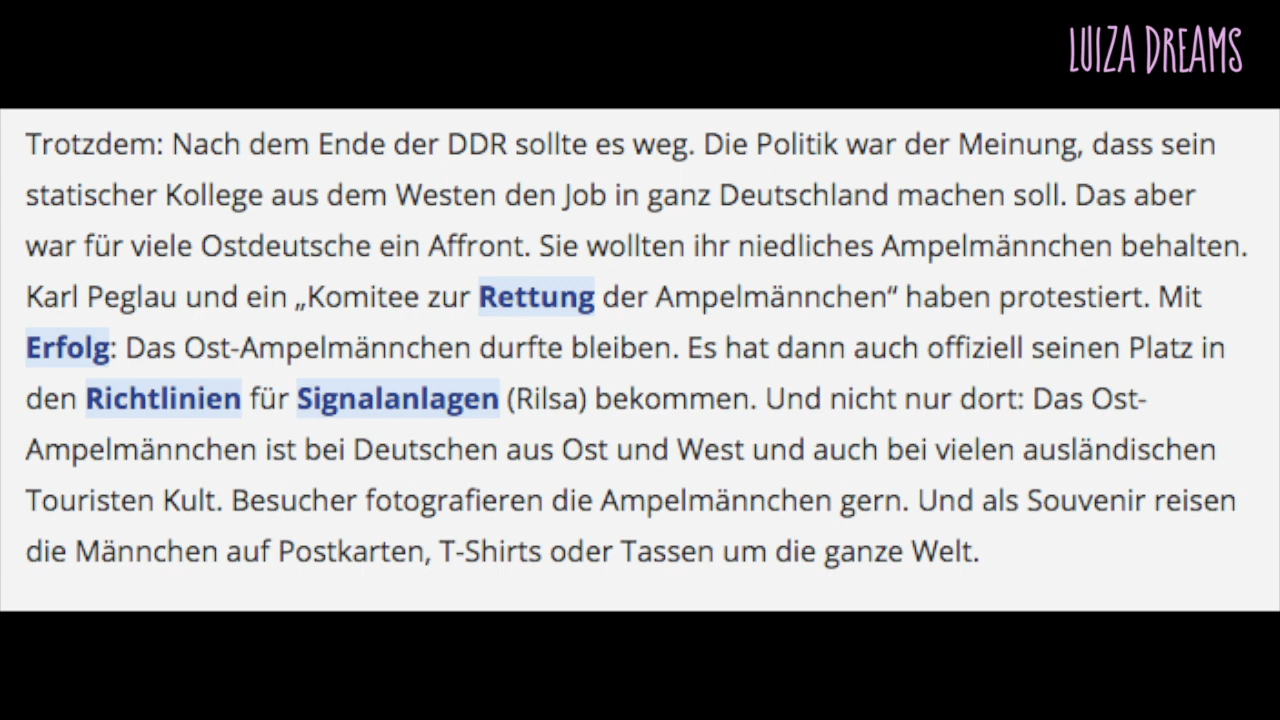 LUIZA DREAMS
Trotzdem: Nach dem Ende der DDR sollte es weg. Die Politik war der Meinung, dass sein
statischer Kollege aus dem Westen den Job in ganz Deutschland machen soll. Das aber
war für viele Ostdeutsche ein Affront. Sie wollten ihr niedliches Ampelmännchen behalten.
Karl Peglau und ein „Komitee zur Rettung der Ampelmännchen“ haben protestiert. Mit
Erfolg: Das Ost-Ampelmännchen durfte bleiben. Es hat dann auch offiziell seinen Platz in
den Richtlinien für Signalanlagen (Rilsa) bekommen. Und nicht nur dort: Das Ost-
Ampelmännchen ist bei Deutschen aus Ost und West und auch bei vielen ausländischen
Touristen Kult. Besucher fotografieren die Ampelmännchen gern. Und als Souvenir reisen
die Männchen auf Postkarten, T-Shirts oder Tassen um die ganze Welt.